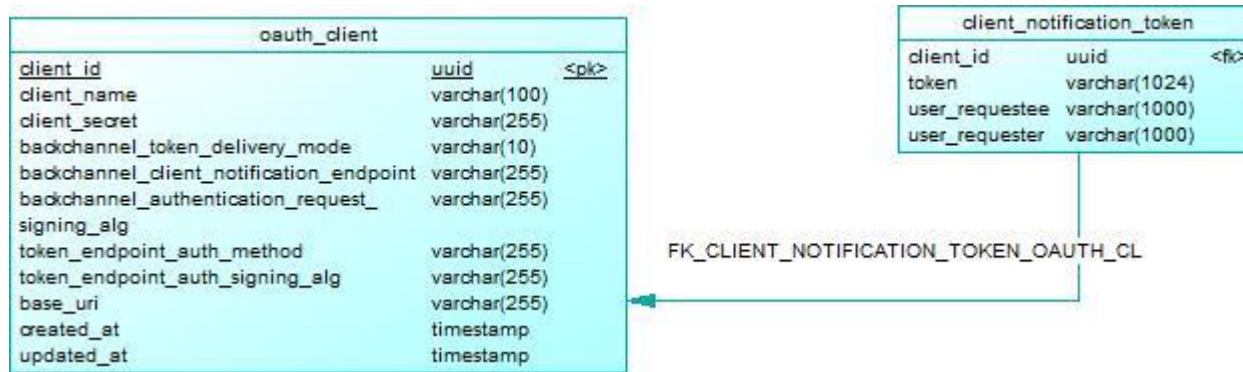 oauth_client
client_id uuid <pk>
client_name varchar(100)
client_secret varchar(255)
backchannel_token_delivery_mode varchar(10)
backchannel_client_notification_endpoint varchar(255)
backchannel_authentication_request_ varchar(255)
signing_alg
token_endpoint_auth_method varchar(255)
token_endpoint_auth_signing_alg varchar(255)
base_uri varchar(255)
created_at timestamp
updated_at timestamp
client_notification_token
client_id uuid <fk>
token varchar(1024)
user_requestee varchar(1000)
user_requester varchar(1000)
FK_CLIENT_NOTIFICATION_TOKEN_OAUTH_CL